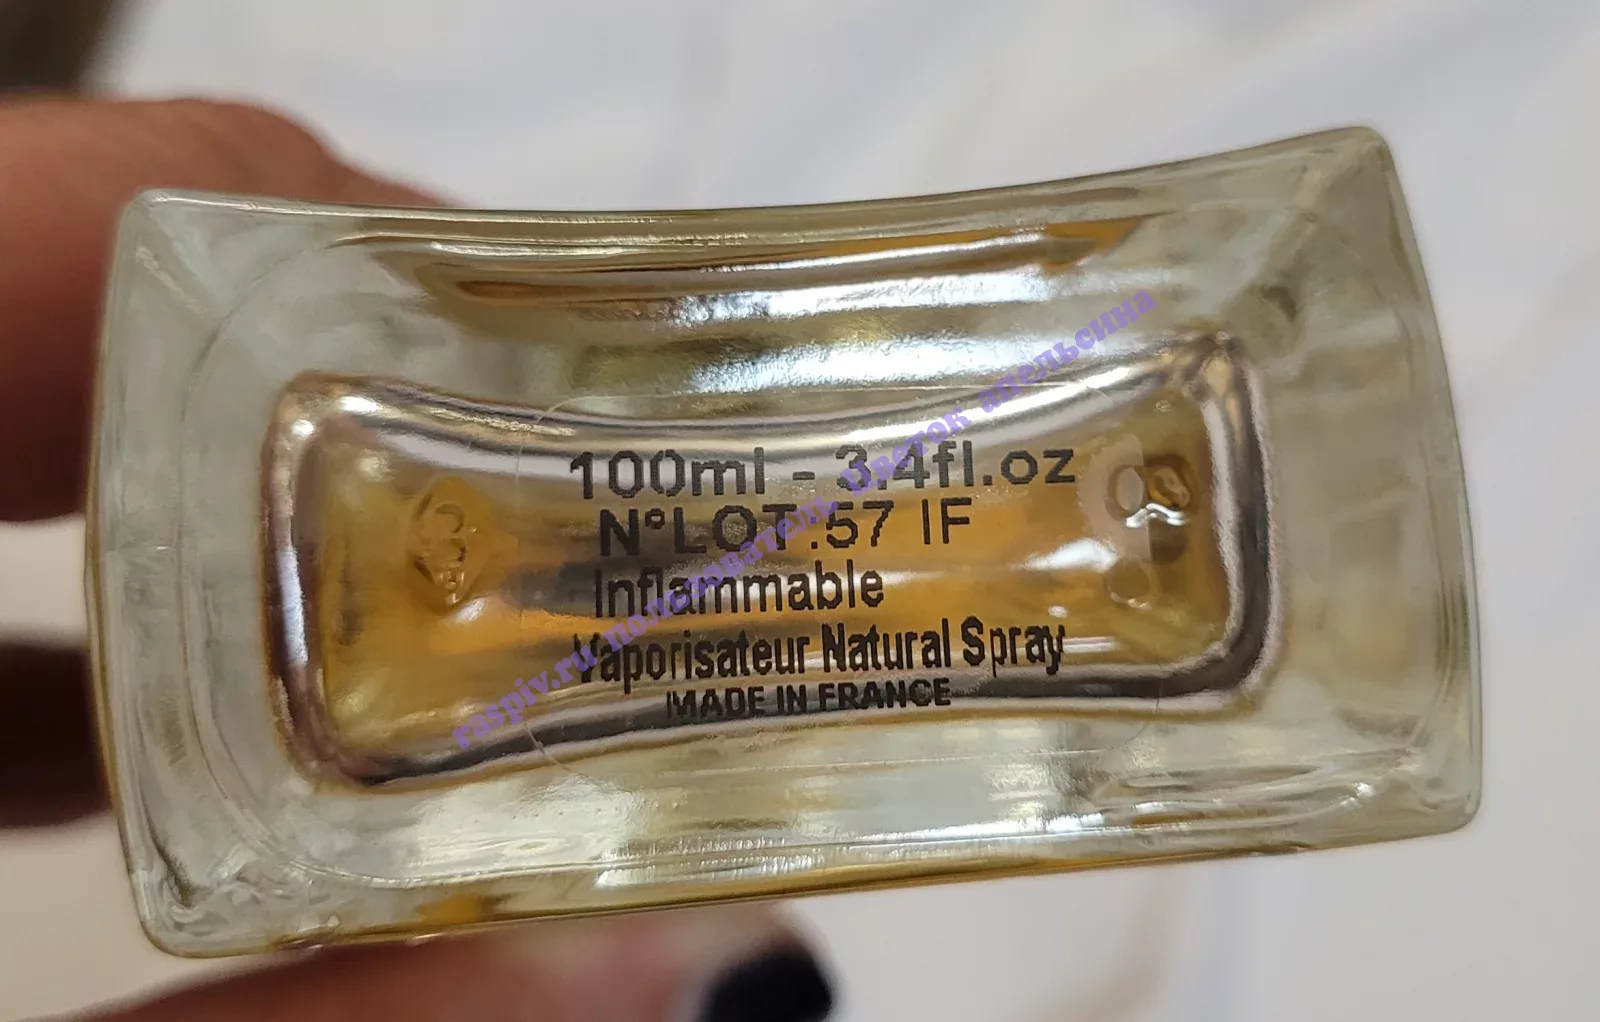 100ml - 3.4fl.oz
N°LOT.57 IF
Inflammable
Vaporisateur Natural Spray
MADE IN FRANCE
raspiv.ru пользователь Цветок апельсина